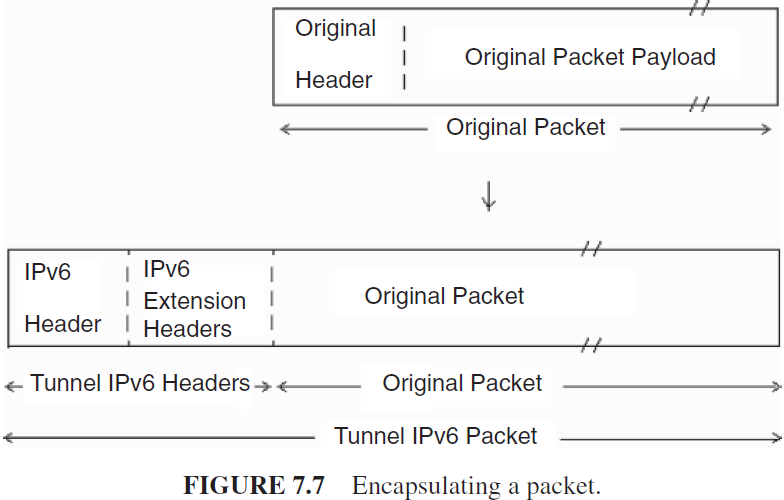 Original
Header
Original Packet Payload
Original Packet
IPv6
Header
IPv6
Extension
Headers
Original Packet
Tunnel IPv6 Headers
Original Packet
Tunnel IPv6 Packet
FIGURE 7.7 Encapsulating a packet.